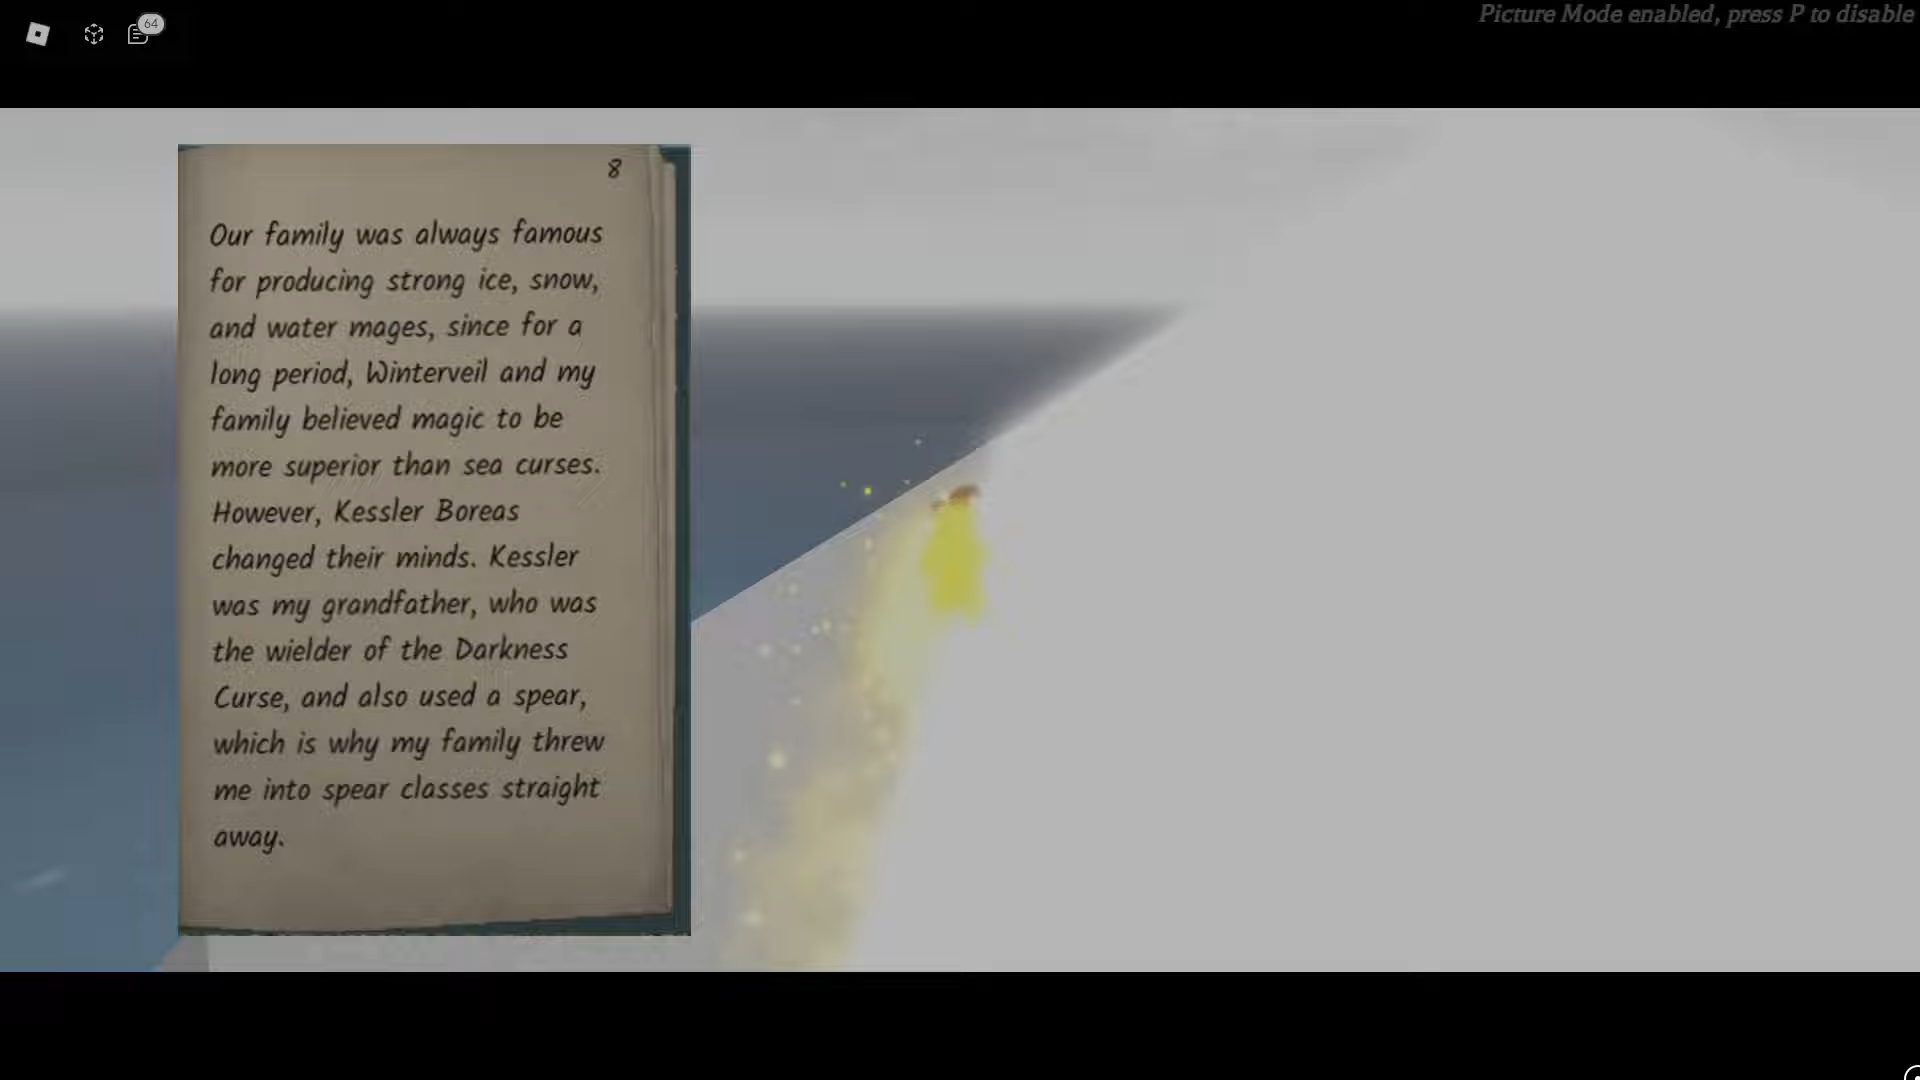 64
Picture Mode enabled, press P to disable
8
Our family was always famous
for producing strong ice, snow,
and water mages, since for a
long period, Winterveil and my
family believed magic to be
more superior than sea curses.
However, Kessler Boreas
changed their minds. Kessler
was my grandfather, who was
the wielder of the Darkness
Curse, and also used a spear,
which is why my family threw
me into spear classes straight
away.